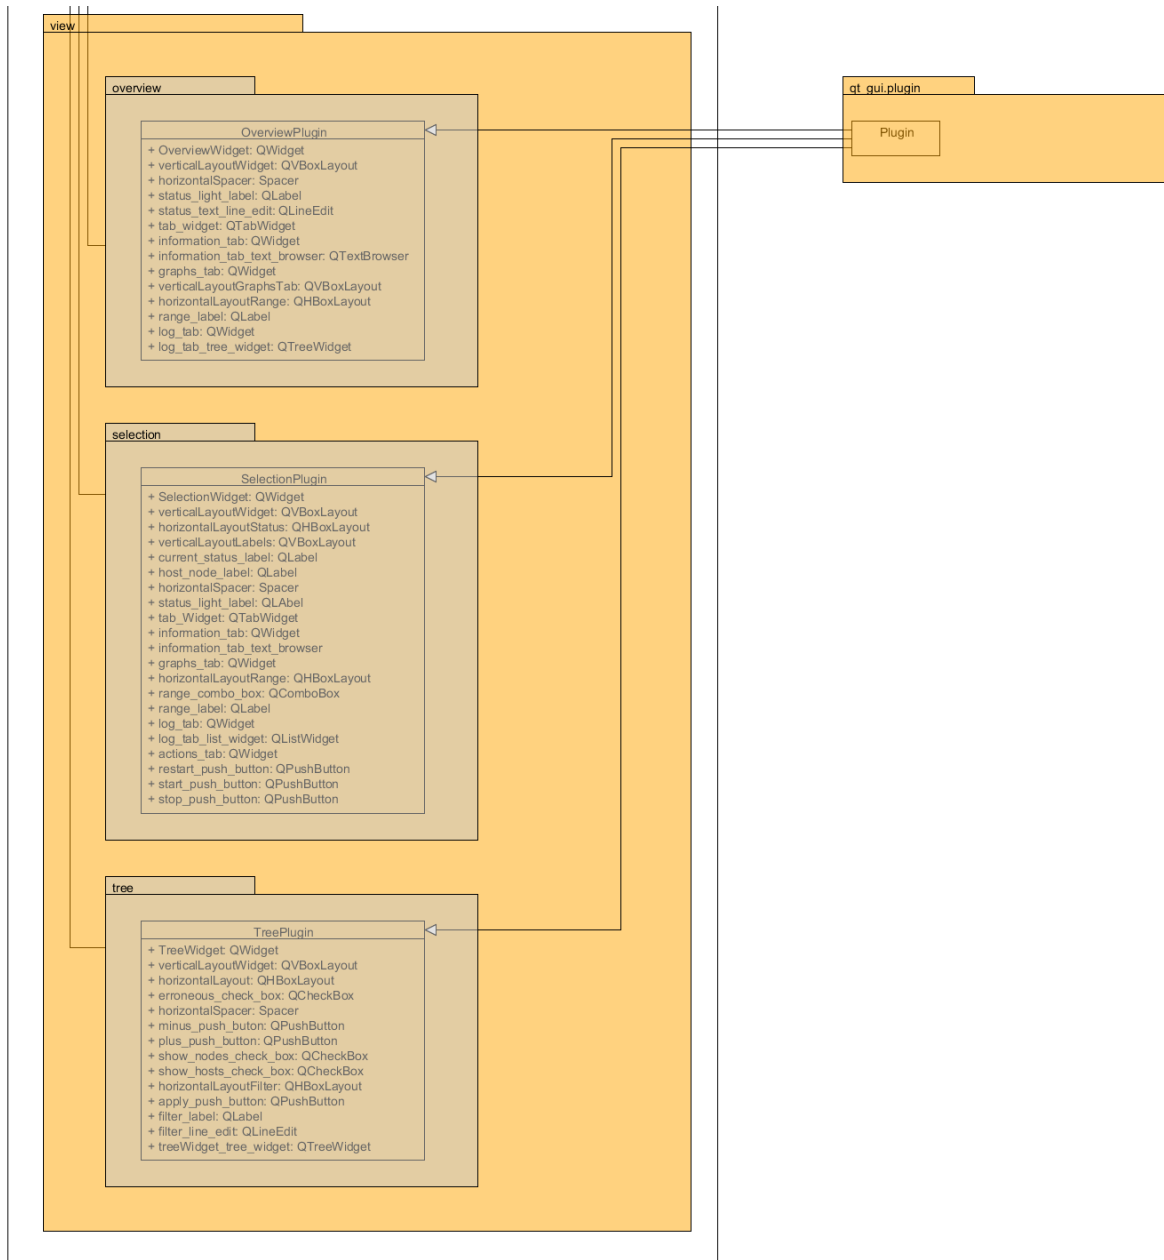 view
overview
OverviewPlugin
+ OverviewWidget: QWidget
+ verticalLayoutWidget: QVBoxLayout
+ horizontalSpacer: Spacer
+ status_light_label: QLabel
+ status_text_line_edit: QLineEdit
+ tab_widget: QTabWidget
+ information_tab: QWidget
+ information_tab_text_browser: QTextBrowser
+ graphs_tab: QWidget
+ verticalLayoutGraphsTab: QVBoxLayout
+ horizontalLayoutRange: QHBoxLayout
+ range_label: QLabel
+ log_tab: QWidget
+ log_tab_tree_widget: QTreeWidget
qt_gui.plugin
Plugin
selection
SelectionPlugin
+ SelectionWidget: QWidget
+ verticalLayoutWidget: QVBoxLayout
+ horizontalLayoutStatus: QHBoxLayout
+ verticalLayoutLabels: QVBoxLayout
+ current_status_label: QLabel
+ host_node_label: QLabel
+ horizontalSpacer: Spacer
+ status_light_label: QLAbel
+ tab_Widget: QTabWidget
+ information_tab: QWidget
+ information_tab_text_browser
+ graphs_tab: QWidget
+ horizontalLayoutRange: QHBoxLayout
+ range_combo_box: QComboBox
+ range_label: QLabel
+ log_tab: QWidget
+ log_tab_list_widget: QListWidget
+ actions_tab: QWidget
+ restart_push_button: QPushButton
+ start_push_button: QPushButton
+ stop_push_button: QPushButton
tree
TreePlugin
+ TreeWidget: QWidget
+ verticalLayoutWidget: QVBoxLayout
+ horizontalLayout: QHBoxLayout
+ erroneous_check_box: QCheckBox
+ horizontalSpacer: Spacer
+ minus_push_buton: QPushButton
+ plus_push_button: QPushButton
+ show_nodes_check_box: QCheckBox
+ show_hosts_check_box: QCheckBox
+ horizontalLayoutFilter: QHBoxLayout
+ apply_push_button: QPushButton
+ filter_label: QLabel
+ filter_line_edit: QLineEdit
+ treeWidget_tree_widget: QTreeWidget